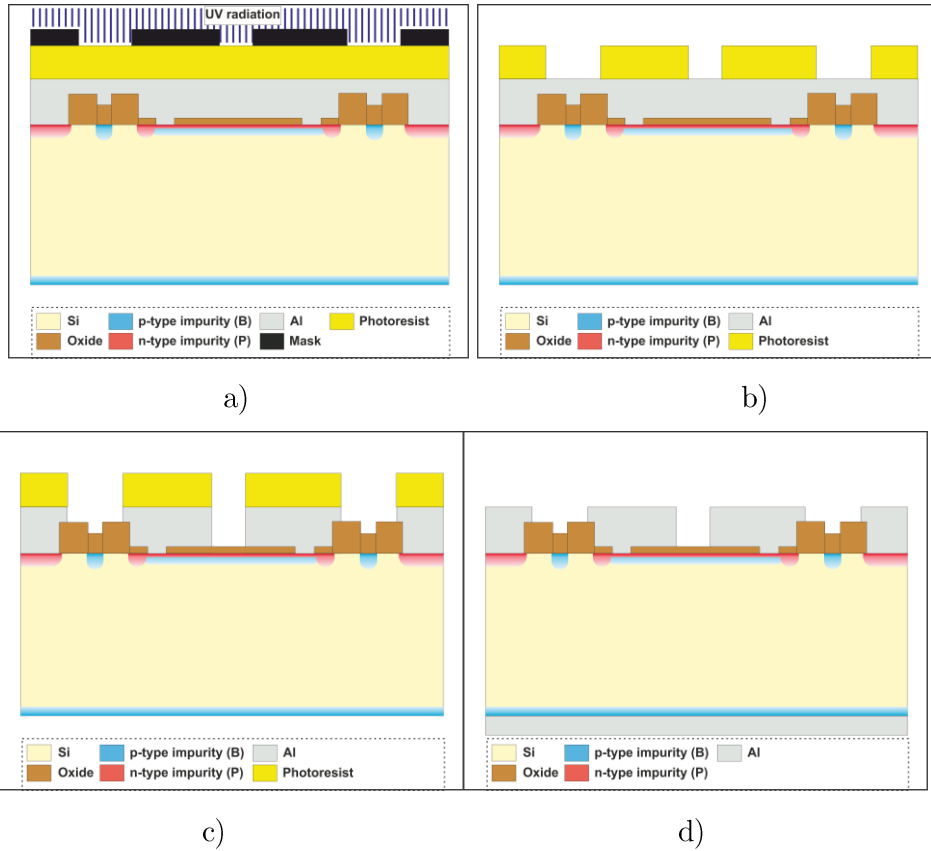 UV radiation
Si p-type impurity (B) Al Photoresist
Oxide n-type impurity (P) Mask
Si p-type impurity (B) Al
Oxide n-type impurity (P) Photoresist
a) b)
Si p-type impurity (B) Al
Oxide n-type impurity (P) Photoresist
Si p-type impurity (B) Al
Oxide n-type impurity (P)
c) d)